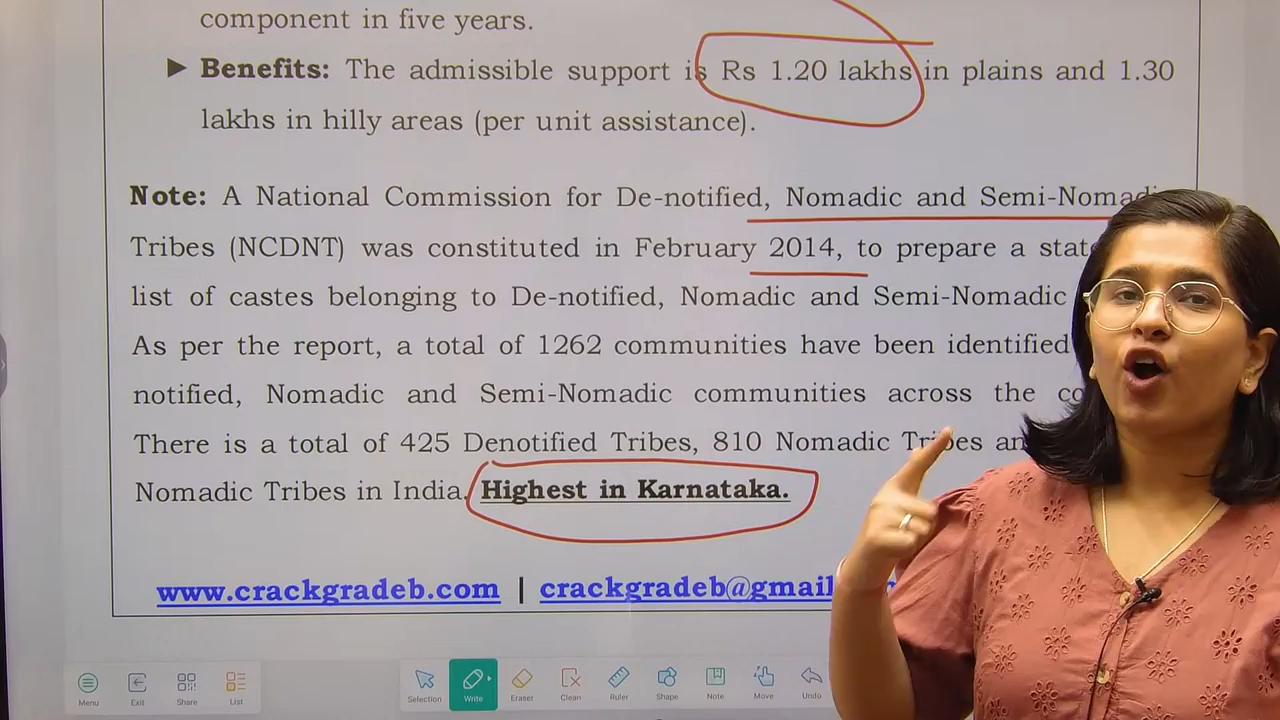 component in five years.
► Benefits: The admissible support is Rs 1.20 lakhs in plains and 1.30
lakhs in hilly areas (per unit assistance).
Note: A National Commission for De-notified, Nomadic and Semi-Nomadic
Tribes (NCDNT) was constituted in February 2014, to prepare a
list of castes belonging to De-notified, Nomadic and Semi-Nomadic
As per the report, a total of 1262 communities have been identified
notified, Nomadic and Semi-Nomadic communities across the
There is a total of 425 Denotified Tribes, 810 Nomadic Tribes
Nomadic Tribes in India. Highest in Karnataka.
www.crackgradeb.com | crackgradeb@gmail
Menu Exit Share List Selection Write Eraser Clean Ruler Shape Note Move Undo